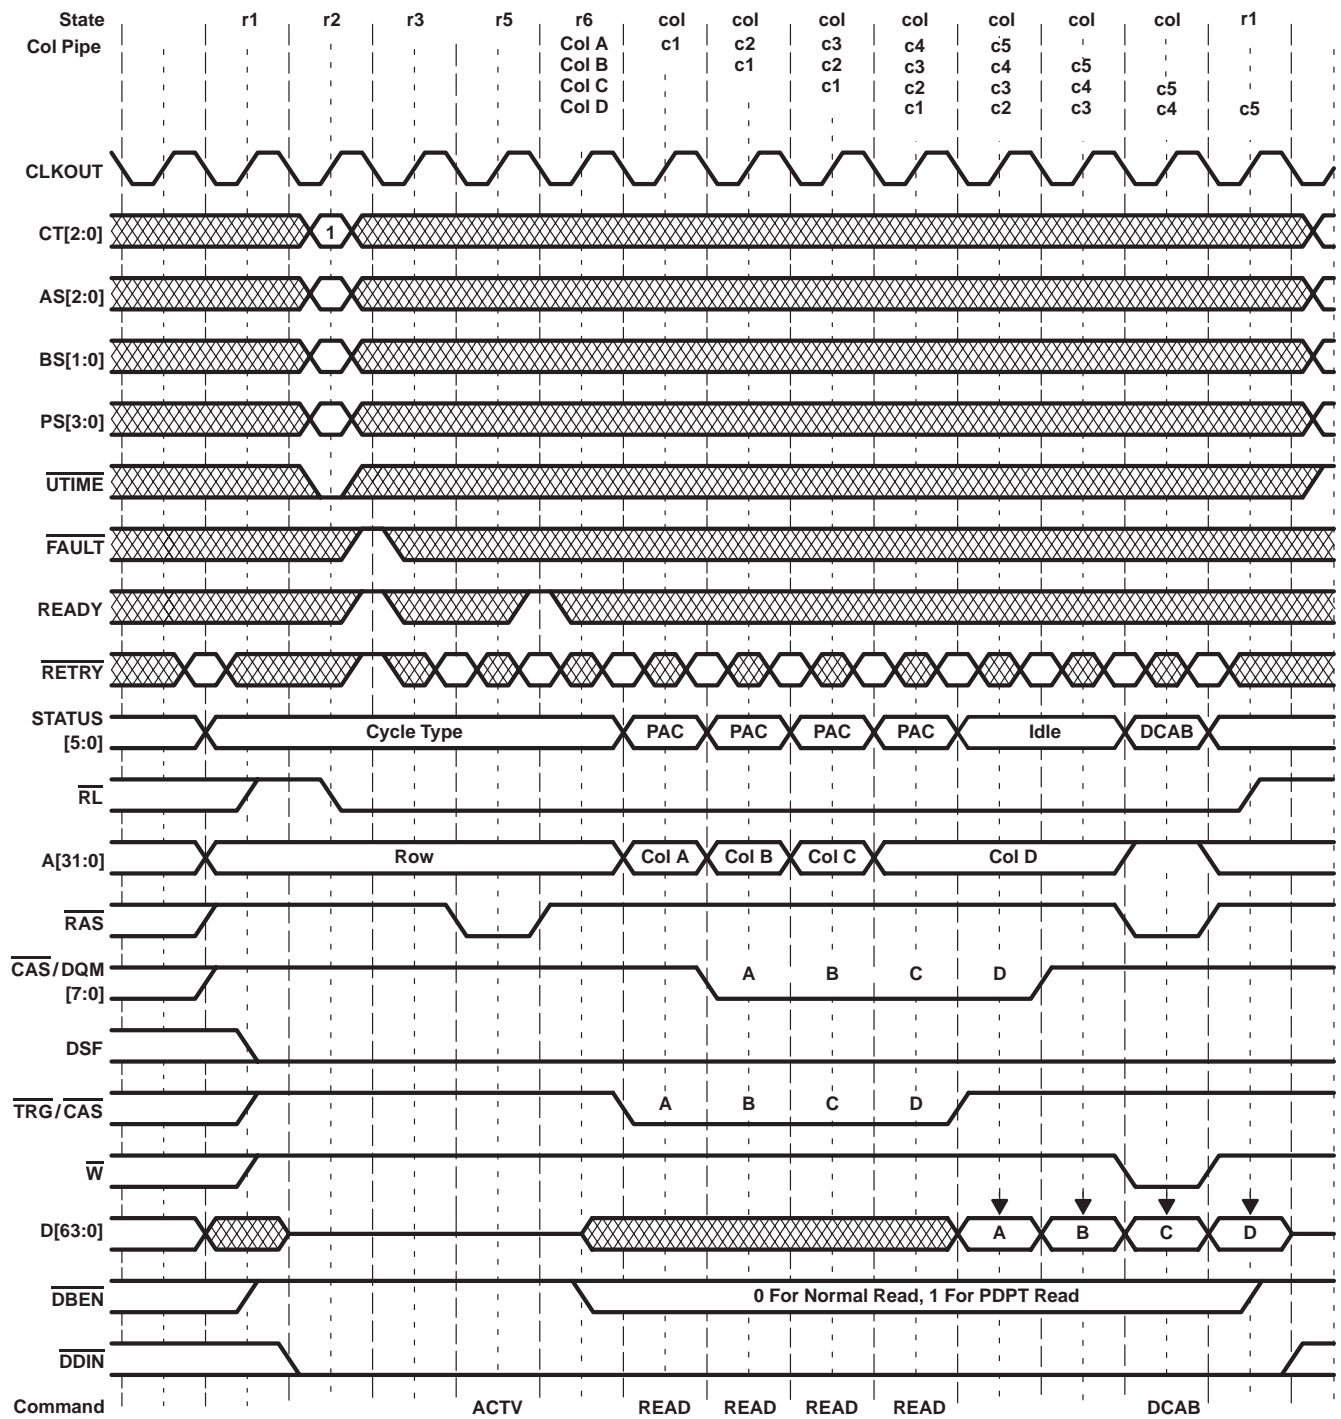 State r1 r2 r3 r5 r6 col col col col col col col r1
Col Pipe Col A c1 c2 c3 c4 c5
Col B c1 c2 c3 c4 c5
Col C c1 c2 c3 c4 c5
Col D c1 c2 c3 c4 c5
CLKOUT
CT[2:0] 1
AS[2:0]
BS[1:0]
PS[3:0]
UTIME
FAULT
READY
RETRY
STATUS
[5:0] Cycle Type PAC PAC PAC PAC Idle DCAB
RL
A[31:0] Row Col A Col B Col C Col D
RAS
CAS/DQM A B C D
[7:0]
DSF
TRG/CAS A B C D
W
D[63:0] A B C D
DBEN 0 For Normal Read, 1 For PDPT Read
DDIN
Command ACTV READ READ READ READ DCAB